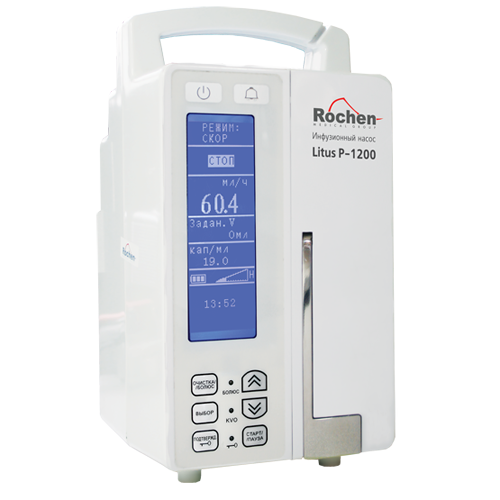 Rochen
MEDICAL GROUP
Инфузионный насос
Litus P-1200
РЕЖИМ:
СКОР
СТОП
мл/ч
60.4
Задан.V
0мл
кап/мл
19.0
Н
13:52
ОЧИСТКА/
/БОЛЮС
БОЛЮС
ВЫБОР
KVO
ПОДТВЕРЖД.
СТАРТ/
/ПАУЗА